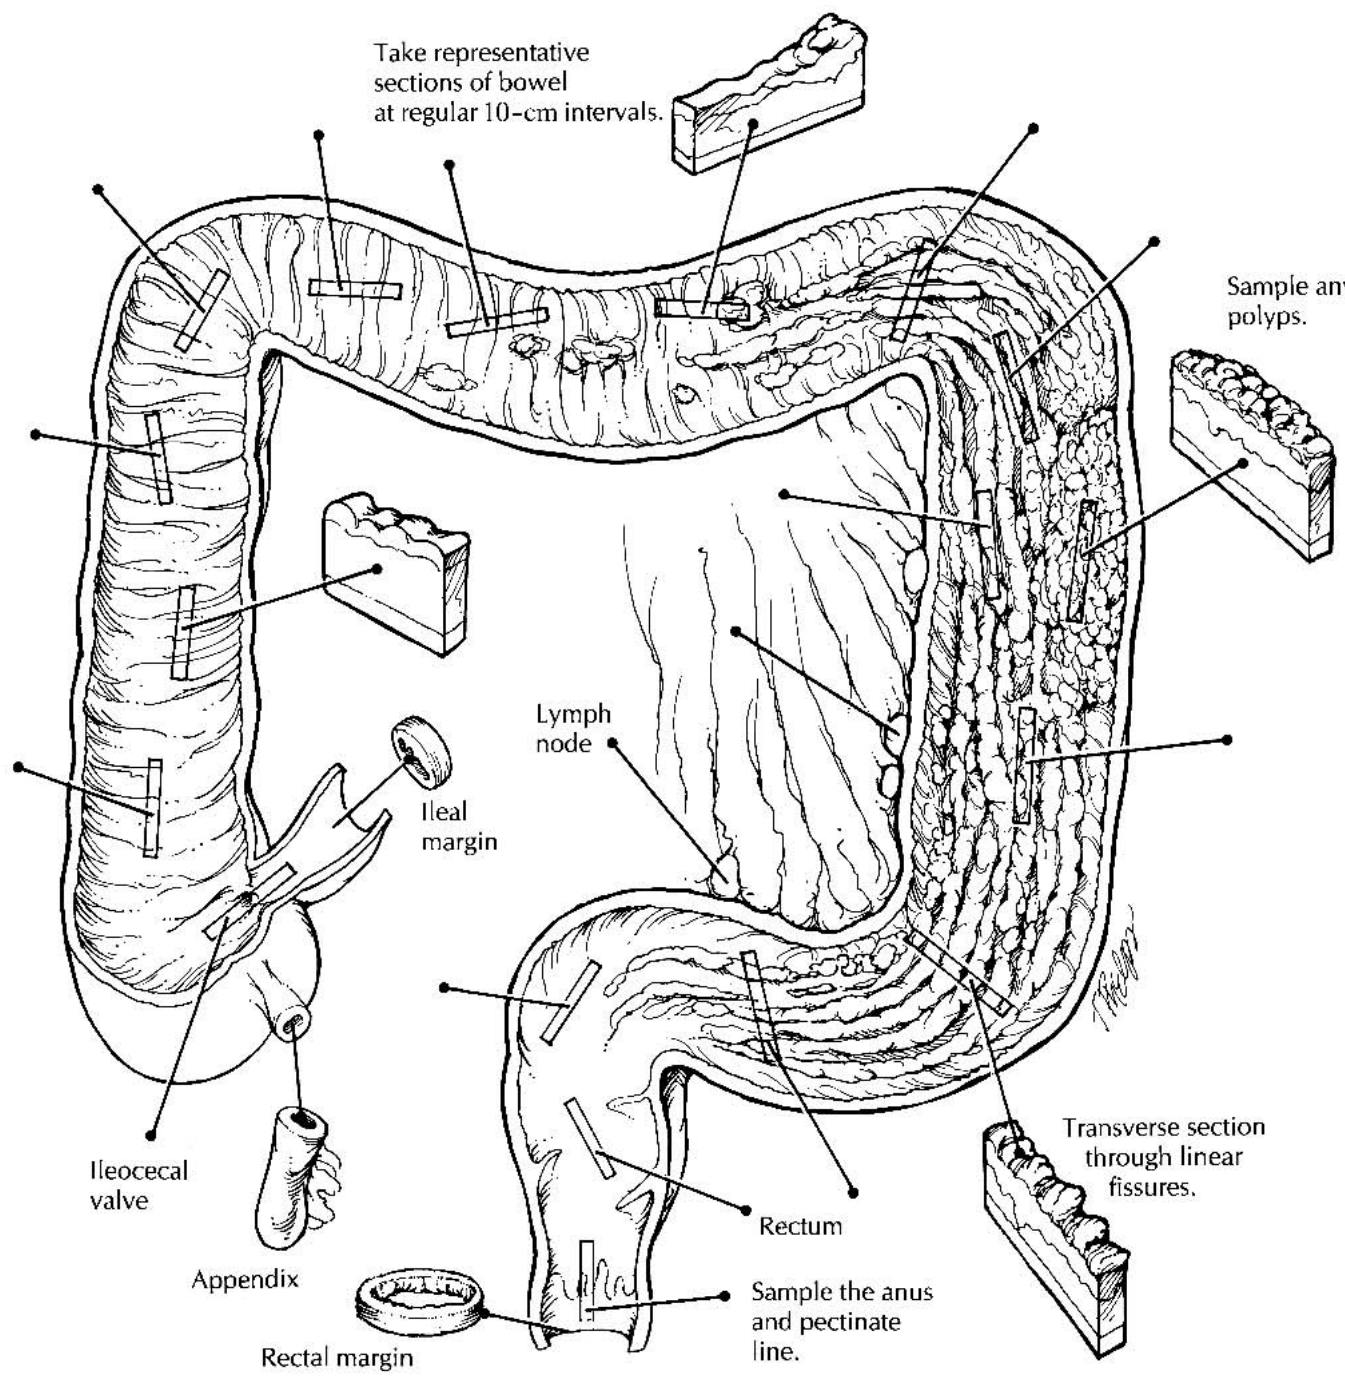 Take representative
sections of bowel
at regular 10-cm intervals.
Sample any
polyps.
Lymph
node
Ileal
margin
Ileocecal
valve
Appendix
Transverse section
through linear
fissures.
Rectum
Sample the anus
and pectinate
line.
Rectal margin